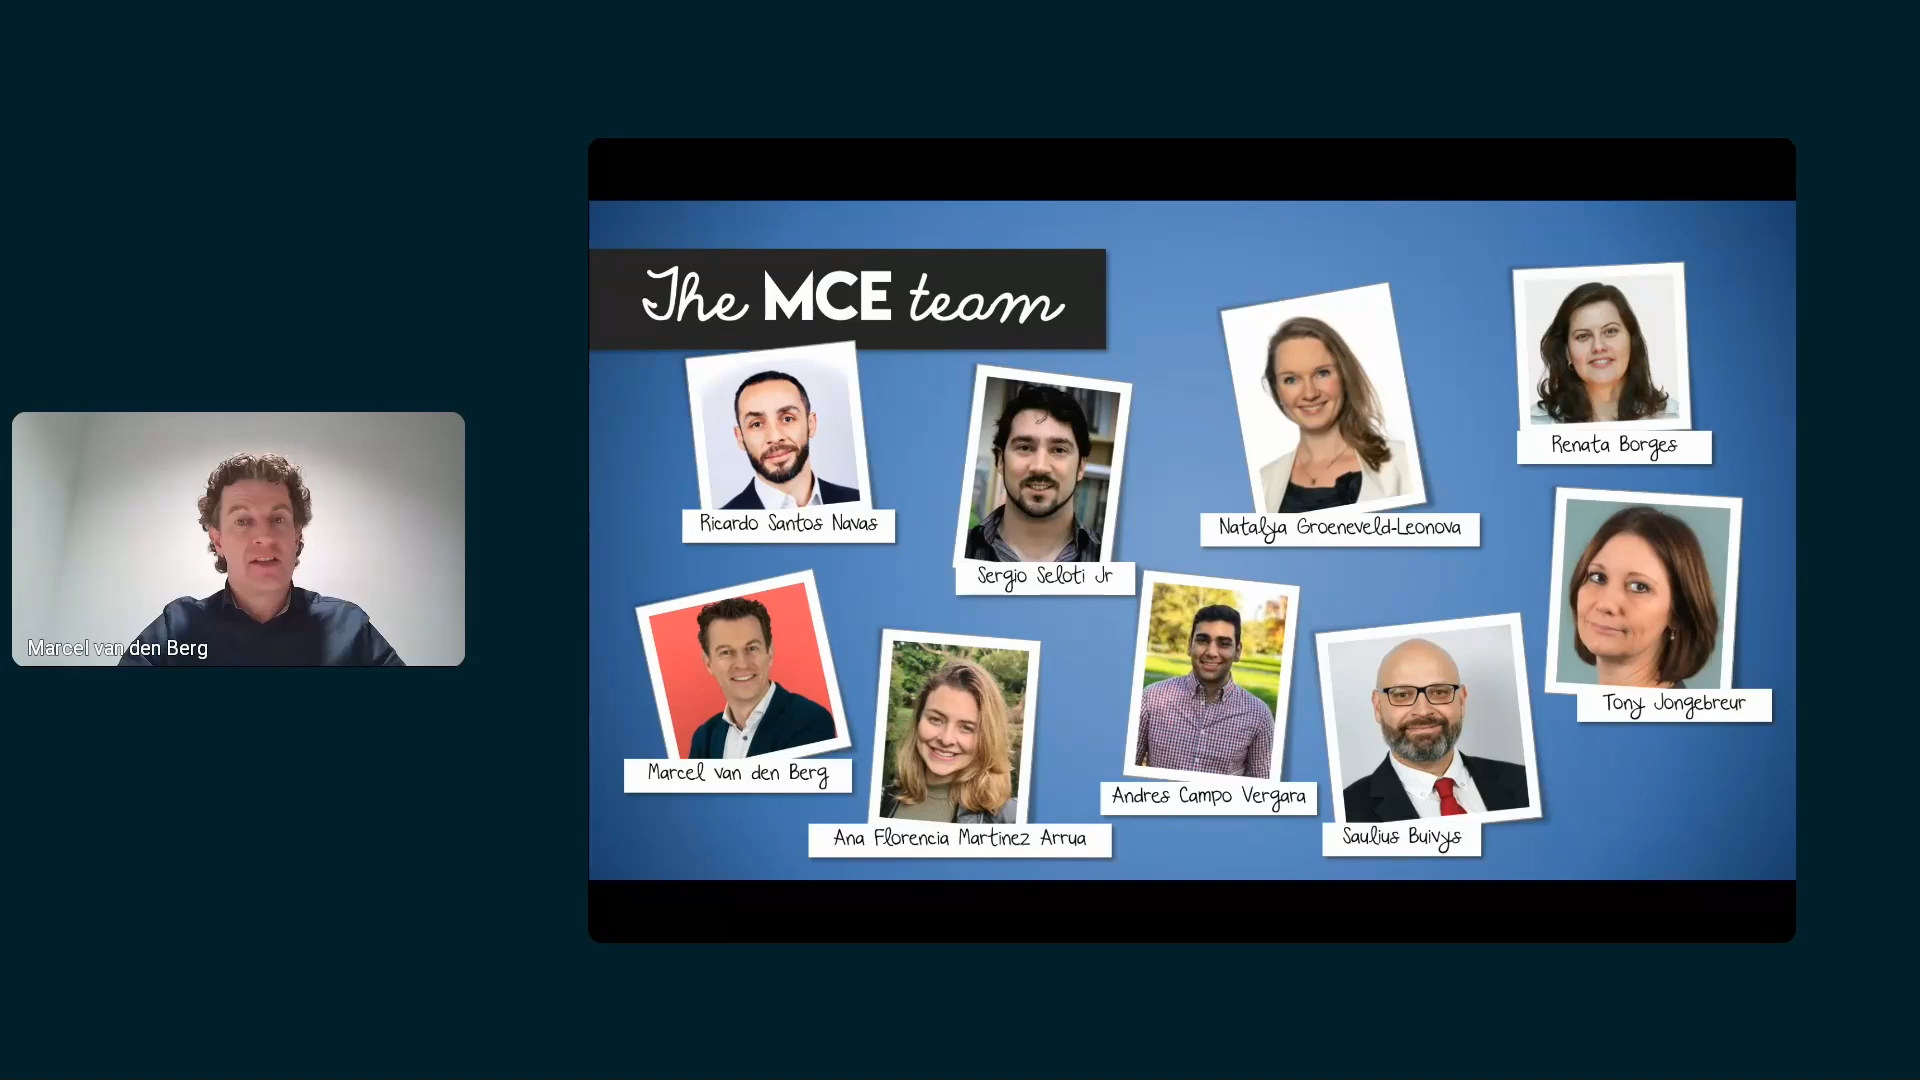 Marcel van den Berg
The MCE team
Ricardo Santos Navas
Sergio Seloti Jr
Natalya Groeneveld-Leonova
Renata Borges
Marcel van den Berg
Ana Florencia Martinez Arrua
Andres Campo Vergara
Saulius Buivys
Tony Jongebreur